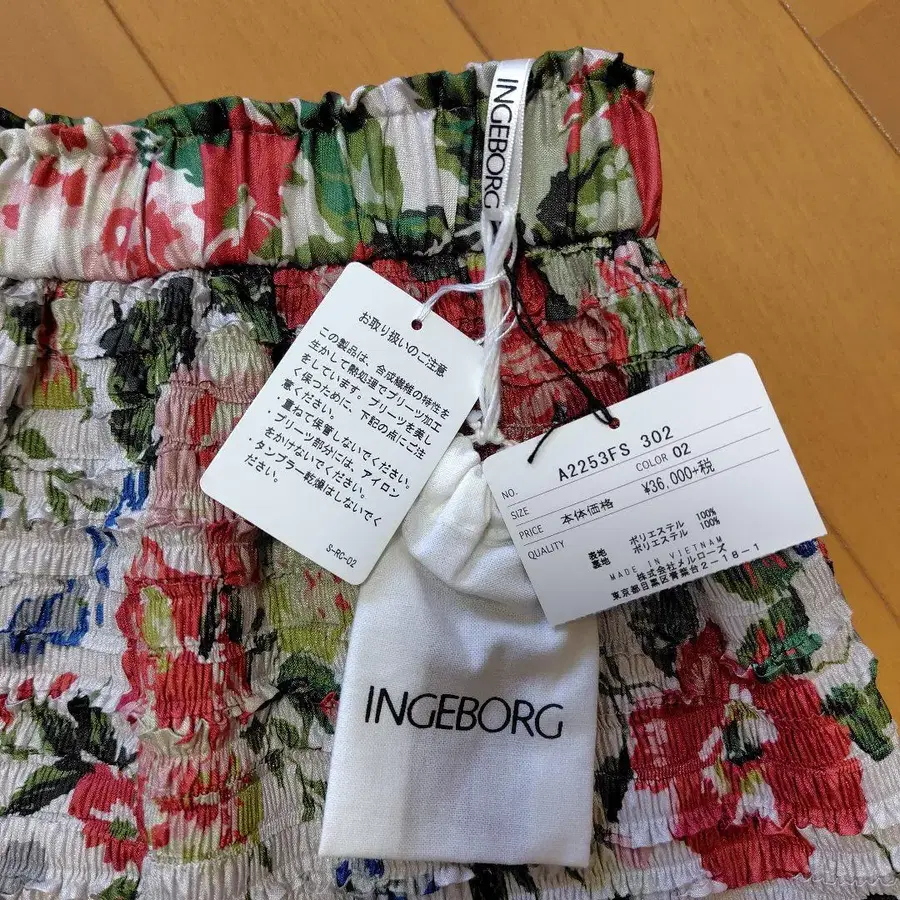 INGEBORG
お取り扱いのご注意
この製品は、合成繊維の特性を
生かして熱処理でプリーツ加工
をしています。プリーツを美し
く保つために、下記の点にご注
意ください。
・重ねて保管しないでください。
・プリーツ部分には、アイロン
をかけないでください。
・タンブラー乾燥はしないでく
ださい。
S-RC-02
NO. A2253FS 302
SIZE COLOR 02
PRICE 本体価格 ¥36,000+税
QUALITY
表地 ポリエステル 100%
裏地 ポリエステル 100%
MADE IN VIETNAM
株式会社メルローズ
東京都目黒区青葉台2-18-1
INGEBORG